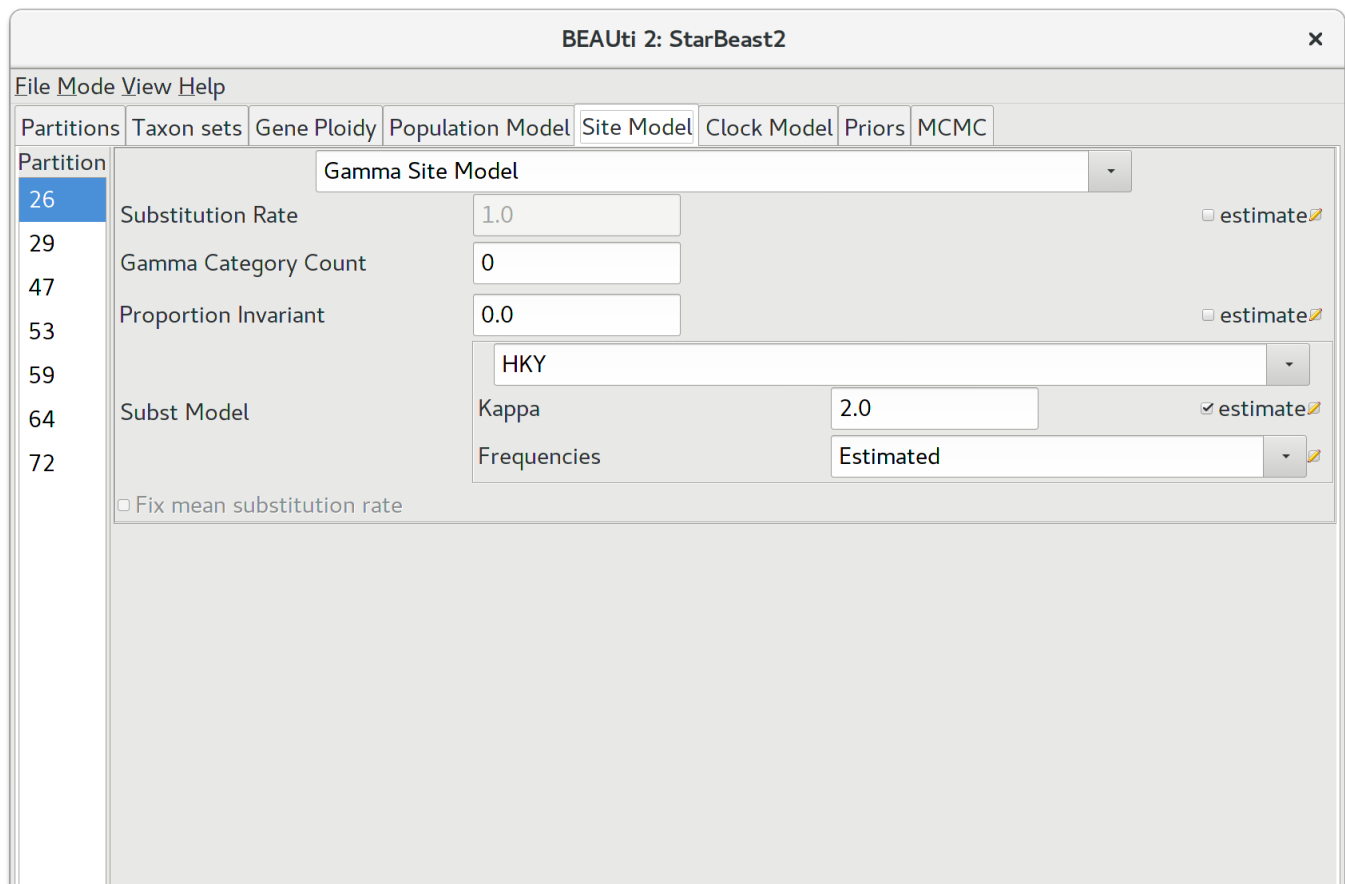 BEAUti 2: StarBeast2
File Mode View Help
Partitions Taxon sets Gene Ploidy Population Model Site Model Clock Model Priors MCMC
Partition
26
29
47
53
59
64
72
Gamma Site Model
Substitution Rate 1.0 estimate
Gamma Category Count 0
Proportion Invariant 0.0 estimate
HKY
Subst Model
Kappa 2.0 estimate
Frequencies Estimated
Fix mean substitution rate